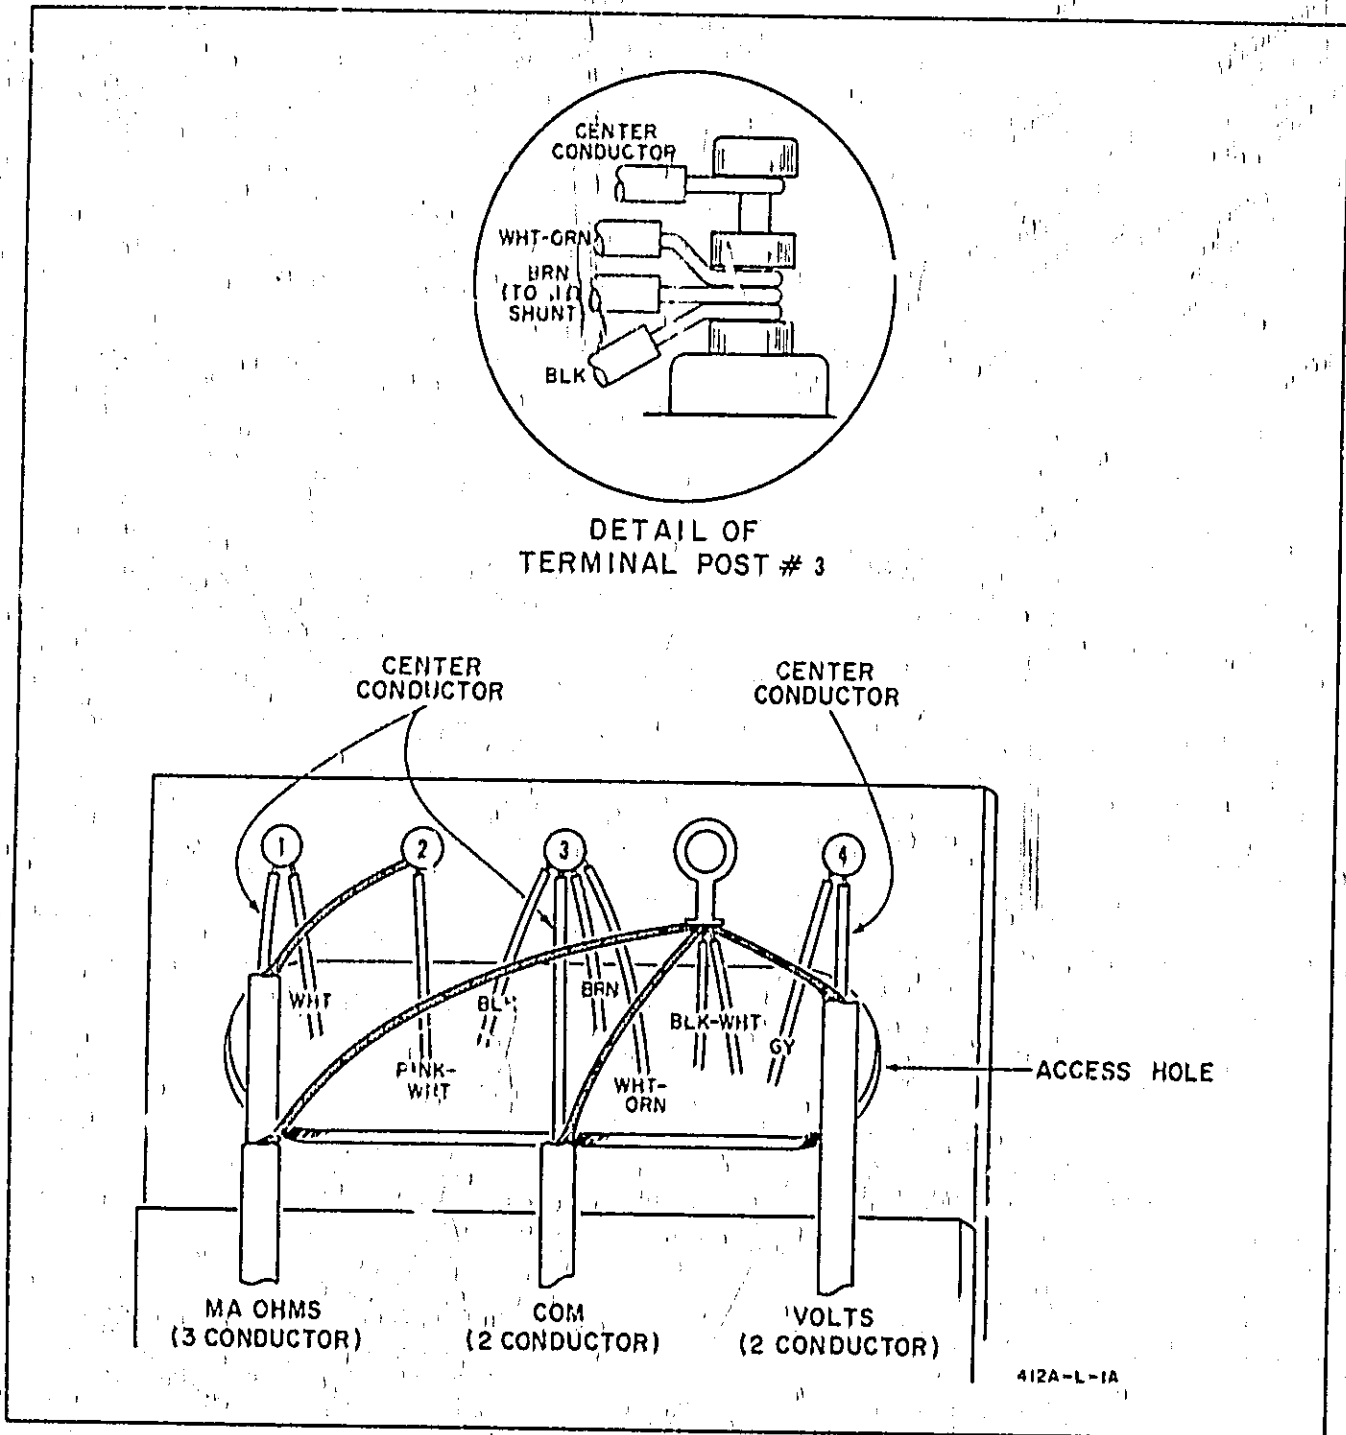 CENTER
CONDUCTOR
WHT-ORN
BRN
(TO .1Ω
SHUNT)
BLK
DETAIL OF
TERMINAL POST # 3
CENTER
CONDUCTOR
CENTER
CONDUCTOR
1
2
3
4
WHT
BLK
BRN
BLK-WHT
GY
PINK-
WHT
WHT-
ORN
ACCESS HOLE
MA OHMS
(3 CONDUCTOR)
COM
(2 CONDUCTOR)
VOLTS
(2 CONDUCTOR)
412A-L-1A